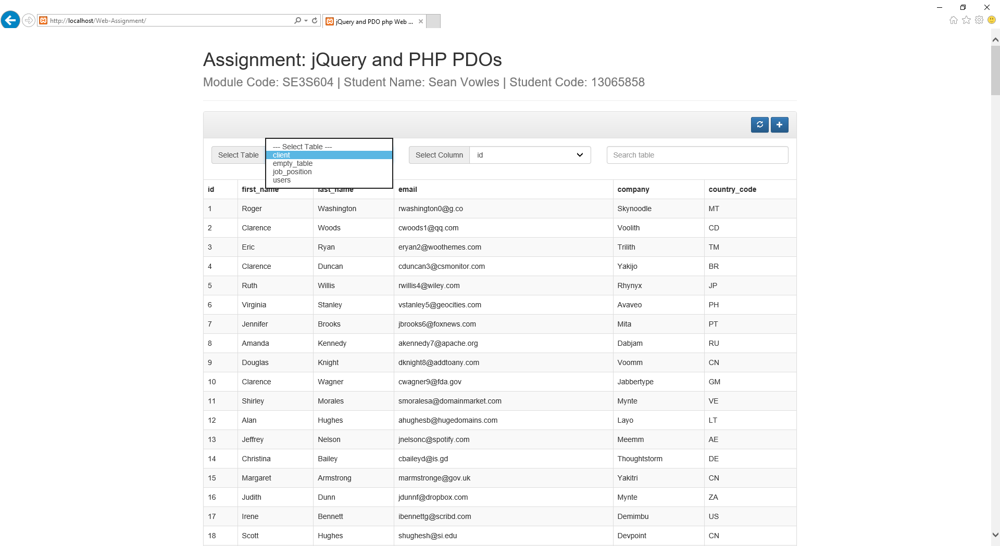 http://localhost/Web-Assignment/
jQuery and PDO php Web ...
Assignment: jQuery and PHP PDOs
Module Code: SE3S604 | Student Name: Sean Vowles | Student Code: 13065858
Select Table
--- Select Table ---
client
empty_table
job_position
users
Select Column id Search table
id first_name last_name email company country_code
1 Roger Washington rwashington0@g.co Skynoodle MT
2 Clarence Woods cwoods1@qq.com Voolith CD
3 Eric Ryan eryan2@woothemes.com Trilith TM
4 Clarence Duncan cduncan3@csmonitor.com Yakijo BR
5 Ruth Willis rwillis4@wiley.com Rhynyx JP
6 Virginia Stanley vstanley5@geocities.com Avaveo PH
7 Jennifer Brooks jbrooks6@foxnews.com Mita PT
8 Amanda Kennedy akennedy7@apache.org Dabjam RU
9 Douglas Knight dknight8@addtoany.com Voomm CN
10 Clarence Wagner cwagner9@fda.gov Jabbertype GM
11 Shirley Morales smoralesa@domainmarket.com Mynte VE
12 Alan Hughes ahughesb@hugedomains.com Layo LT
13 Jeffrey Nelson jnelsonc@spotify.com Meemm AE
14 Christina Bailey cbaileyd@is.gd Thoughtstorm DE
15 Margaret Armstrong marmstronge@gov.uk Yakitri CN
16 Judith Dunn jdunnf@dropbox.com Mynte ZA
17 Irene Bennett ibennettg@scribd.com Demimbu US
18 Scott Hughes shughesh@si.edu Devpoint CN